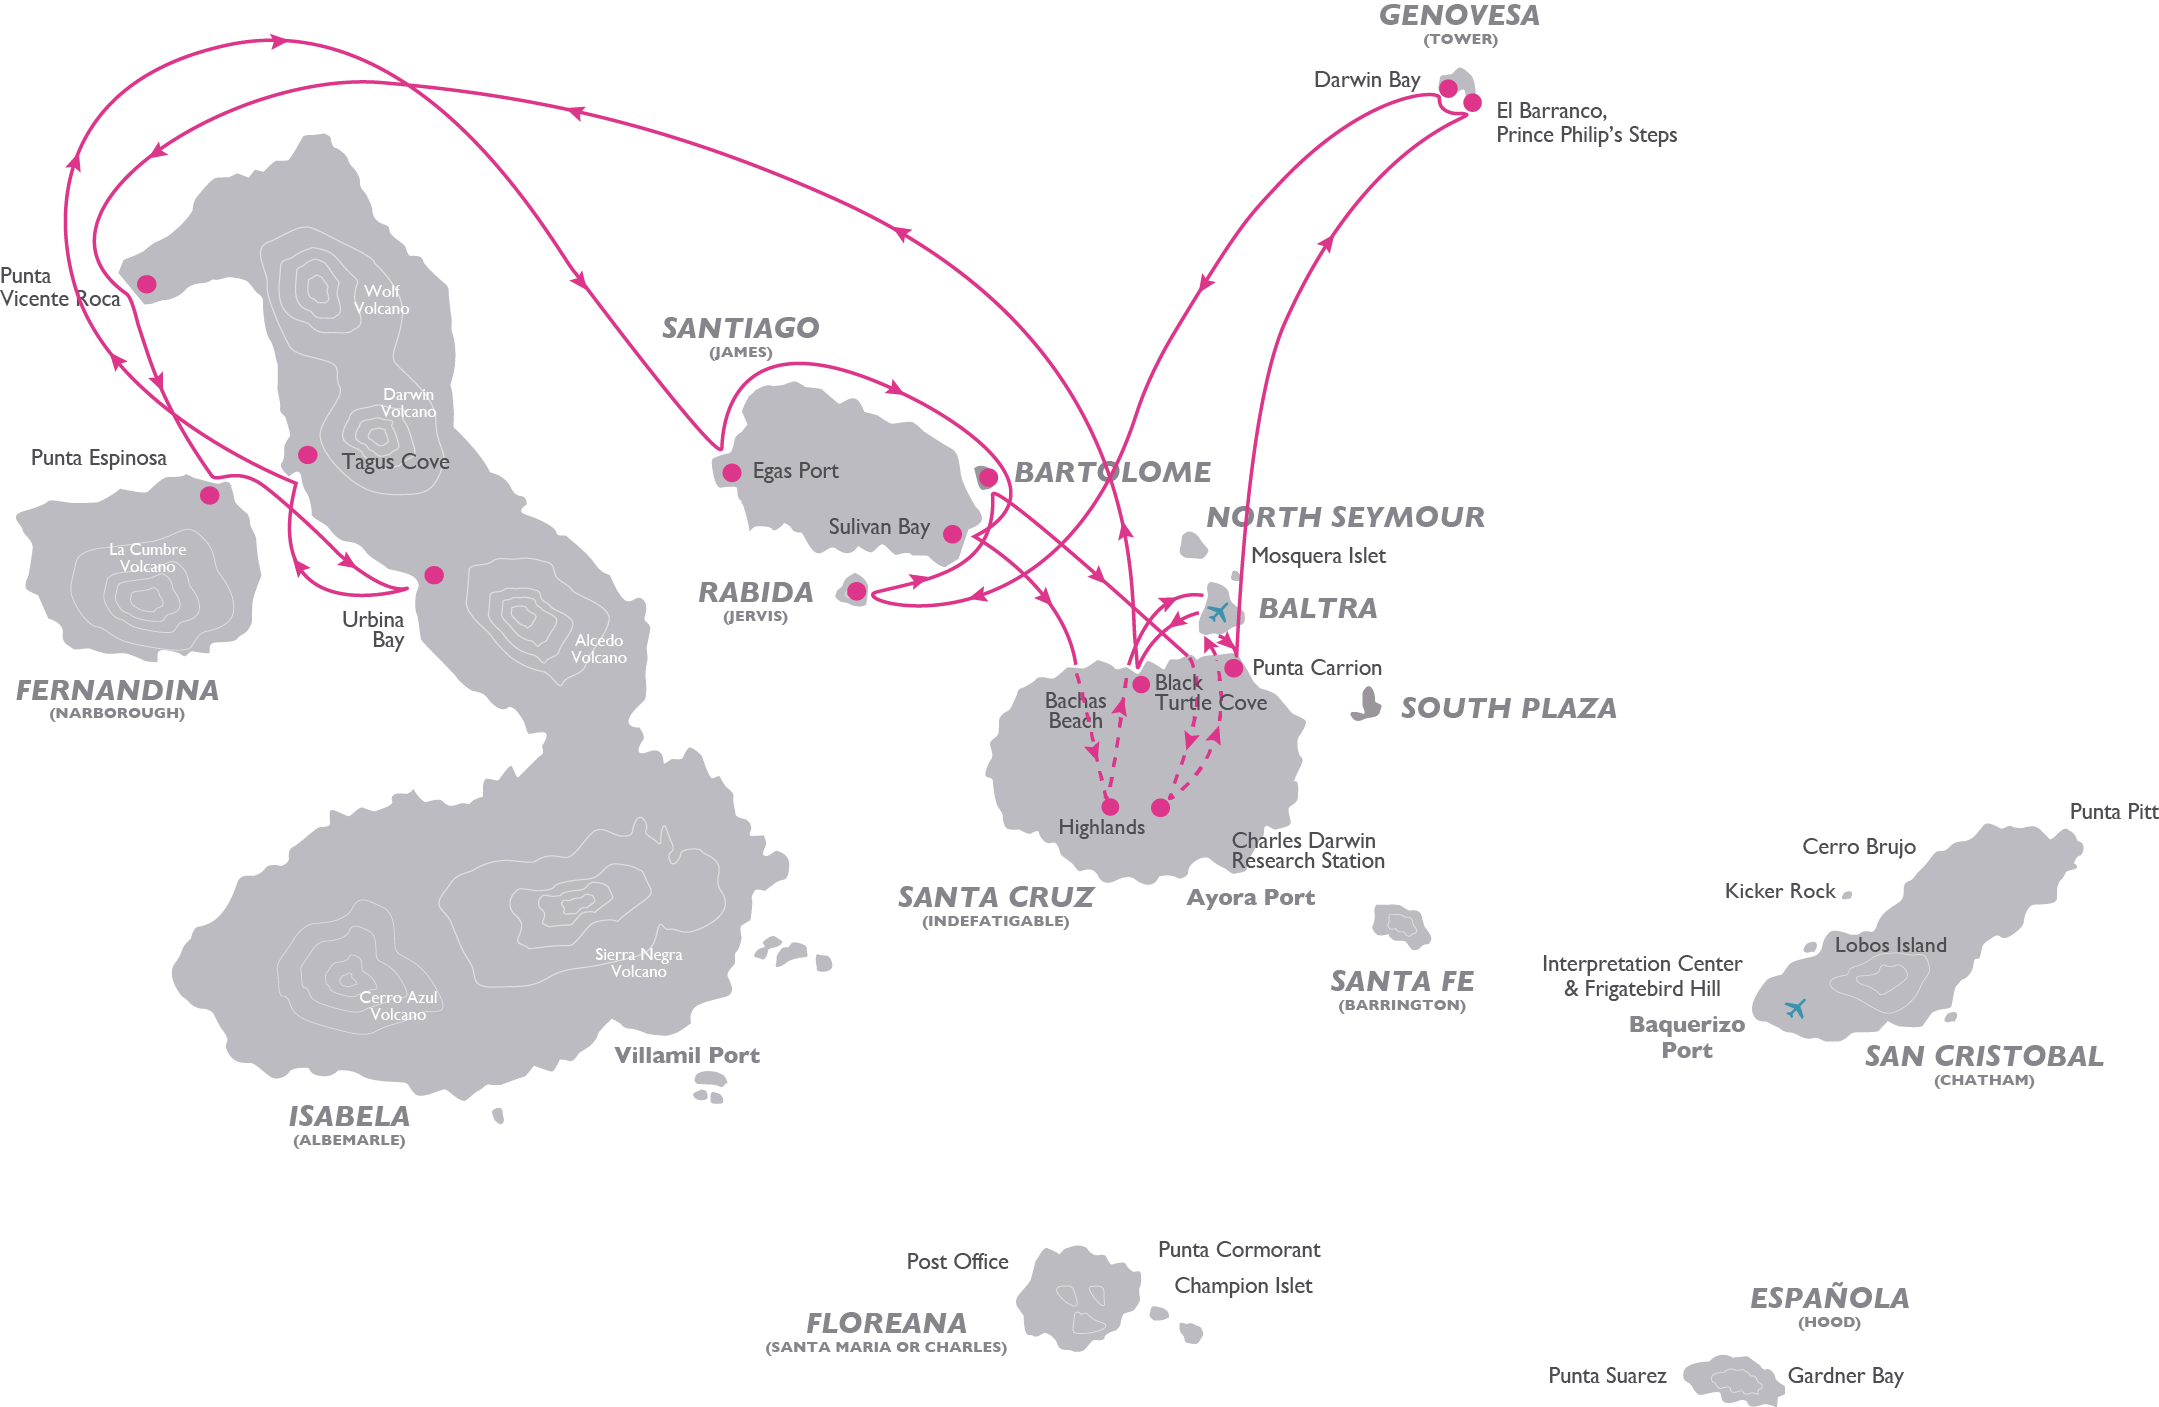 GENOVESA
(TOWER)
Darwin Bay
El Barranco,
Prince Philip's Steps
Punta
Vicente Roca
Wolf
Volcano
SANTIAGO
(JAMES)
Darwin
Volcano
Punta Espinosa
Tagus Cove
Egas Port
BARTOLOME
Sulivan Bay
NORTH SEYMOUR
Mosquera Islet
La Cumbre
Volcano
RABIDA
(JERVIS)
BALTRA
Urbina
Bay
Alcedo
Volcano
FERNANDINA
(NARBOROUGH)
Punta Carrion
Black
Turtle Cove
Bachas
Beach
SOUTH PLAZA
Highlands
Charles Darwin
Research Station
SANTA CRUZ
(INDEFATIGABLE)
Ayora Port
Punta Pitt
Cerro Brujo
Kicker Rock
Lobos Island
Interpretation Center
& Frigatebird Hill
Baquerizo
Port
SAN CRISTOBAL
(CHATHAM)
SANTA FE
(BARRINGTON)
Sierra Negra
Volcano
Cerro Azul
Volcano
Villamil Port
ISABELA
(ALBEMARLE)
Post Office
Punta Cormorant
Champion Islet
FLOREANA
(SANTA MARIA OR CHARLES)
ESPAÑOLA
(HOOD)
Punta Suarez
Gardner Bay